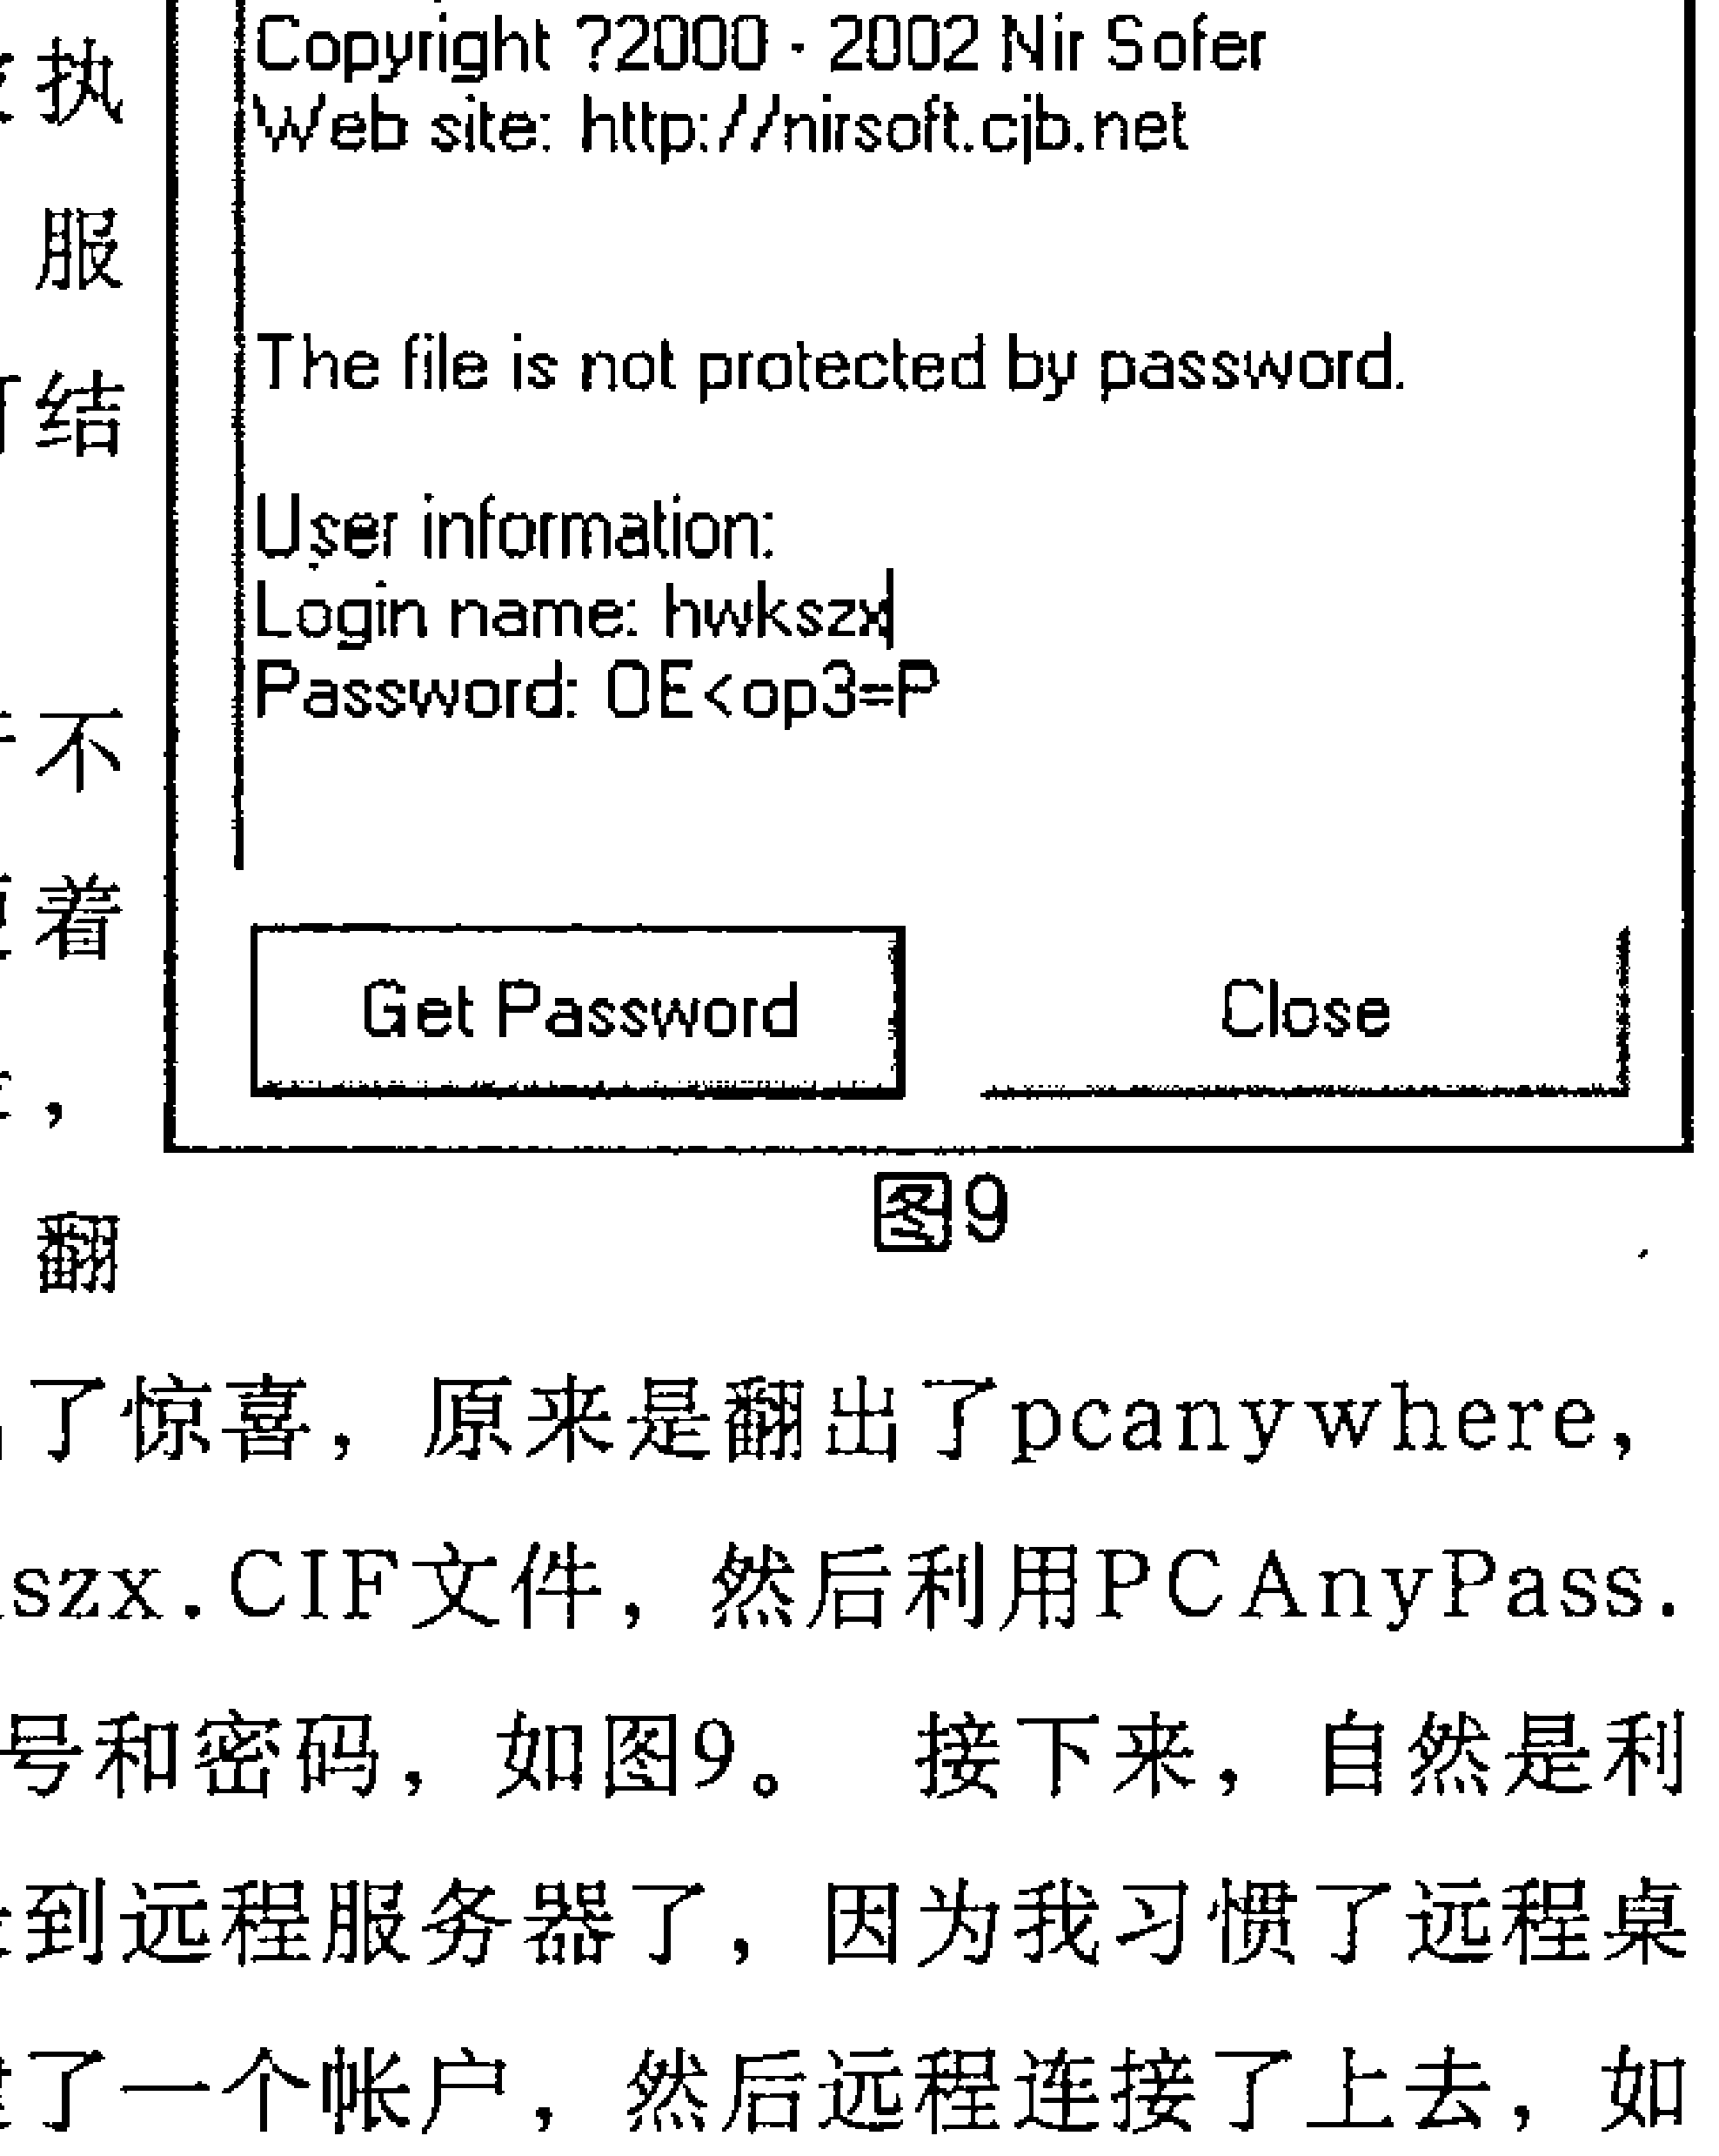 Copyright ?2000 - 2002 Nir Sofer
Web site: http://nirsoft.cjb.net
The file is not protected by password.
User information:
Login name: hwkszx
Password: OE<op3=P
Get Password
Close
图9
执
服
结
不
着
，
翻
了惊喜，原来是翻出了pcanywhere，
szx.CIF文件，然后利用PCAnyPass.
号和密码，如图9。 接下来，自然是利
到远程服务器了，因为我习惯了远程桌
了一个帐户，然后远程连接了上去，如